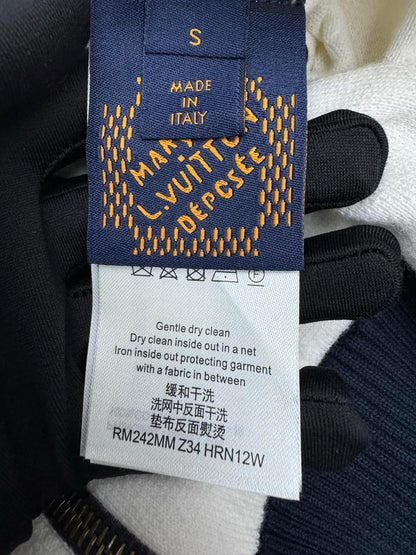 S
MADE
IN
ITALY
L.VUITTON
DÉPOSÉE
F
Gentle dry clean
Dry clean inside out in a net
Iron inside out protecting garment
with a fabric in between
缓和干洗
洗网中反面干洗
垫布反面熨烫
RM242MM Z34 HRN12W